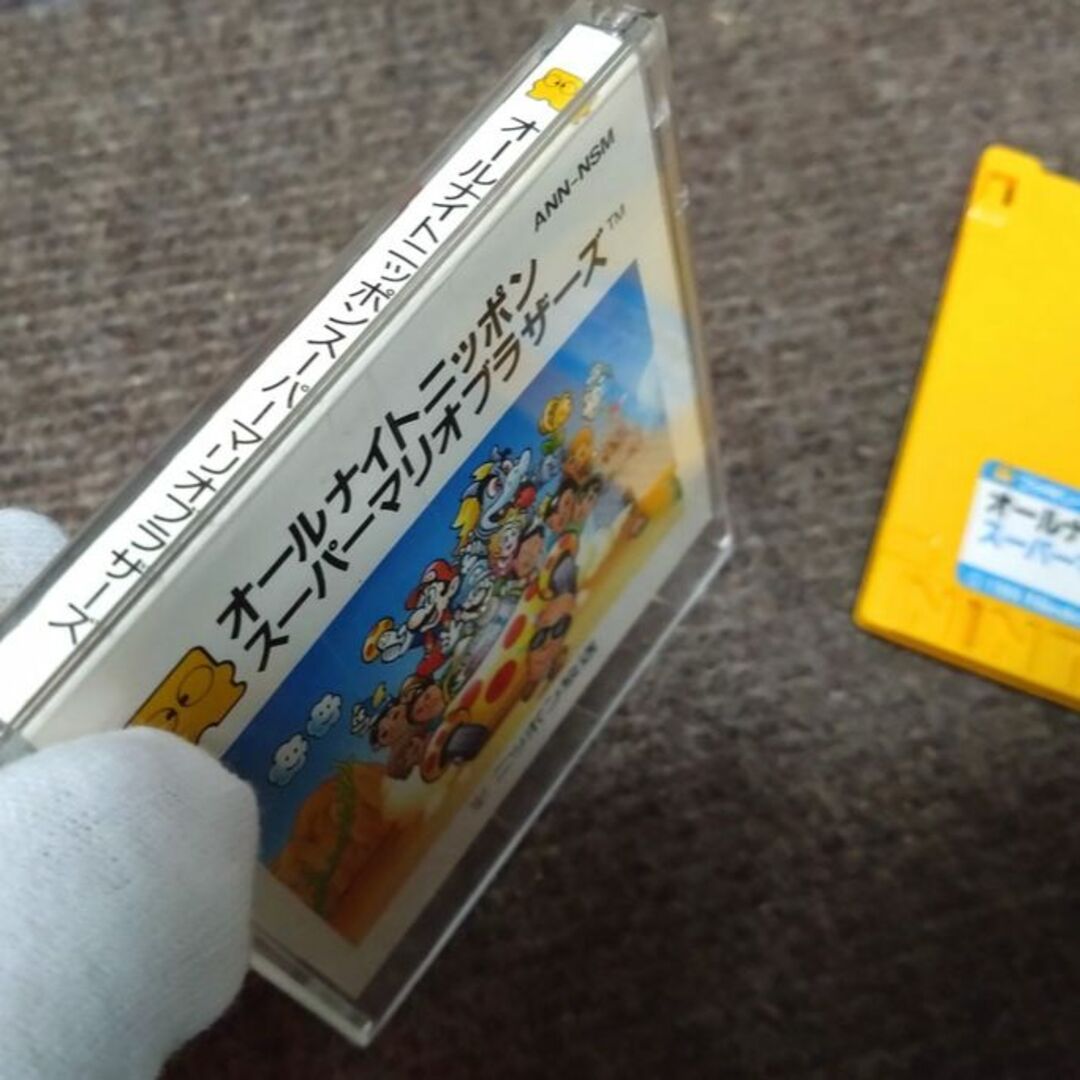 オールナイトニッポンスーパーマリオブラザーズ
ANN-NSM
オールナイトニッポン
スーパーマリオブラザーズ™
オールナ
スーパー